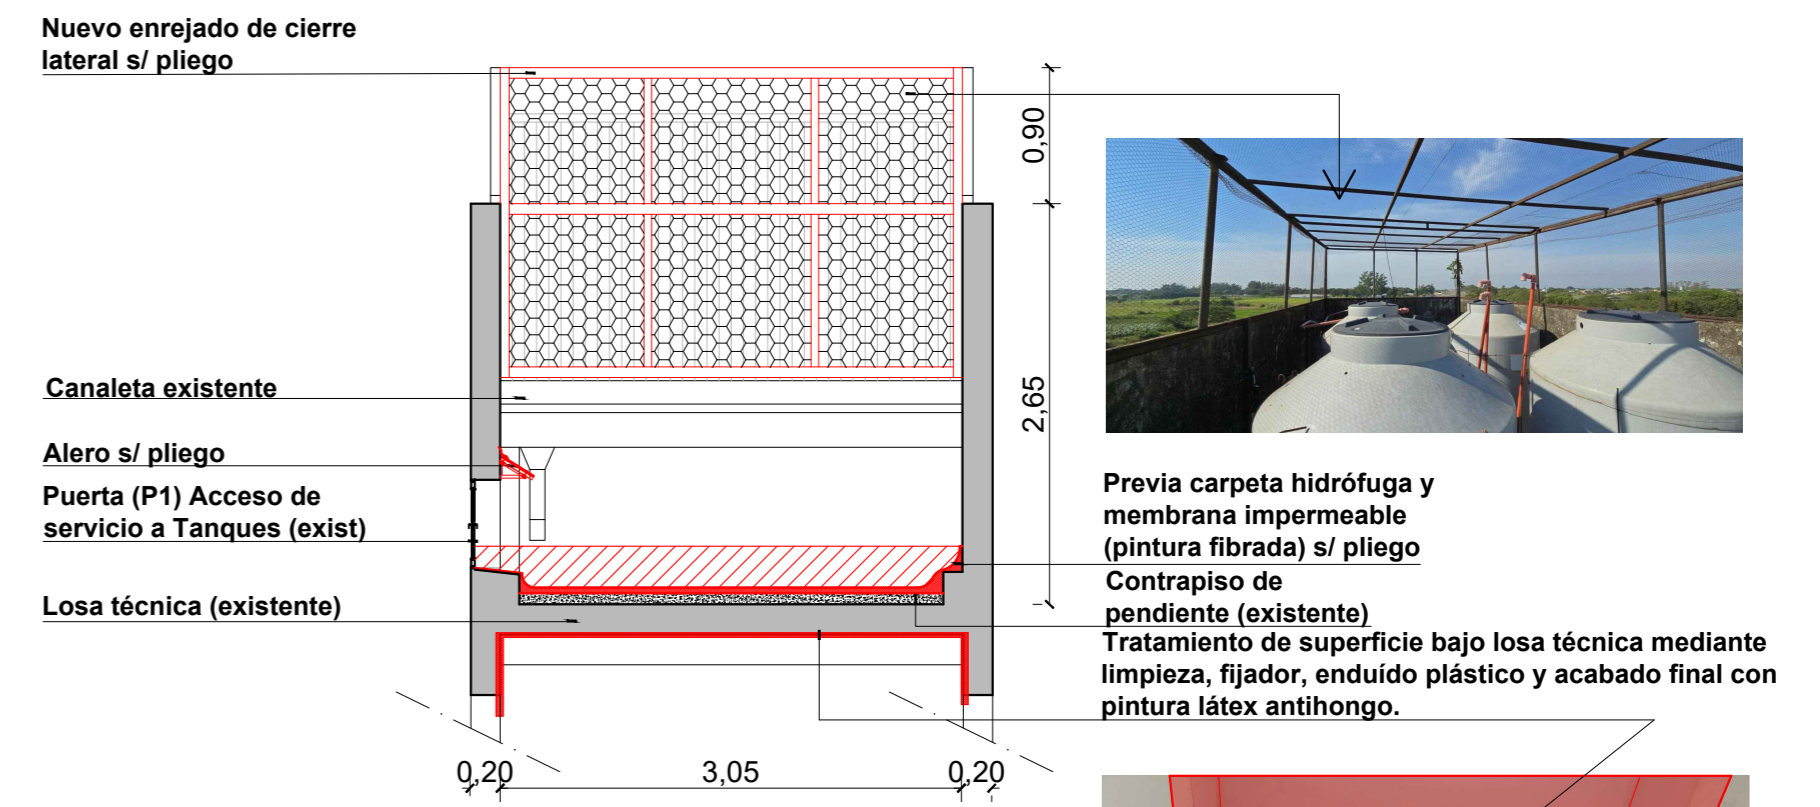 Nuevo enrejado de cierre
lateral s/ pliego
0,90
Canaleta existente
2,65
Alero s/ pliego
Puerta (P1) Acceso de
servicio a Tanques (exist)
Losa técnica (existente)
Previa carpeta hidrófuga y
membrana impermeable
(pintura fibrada) s/ pliego
Contrapiso de
pendiente (existente)
Tratamiento de superficie bajo losa técnica mediante
limpieza, fijador, enduído plástico y acabado final con
pintura látex antihongo.
0,20
3,05
0,20